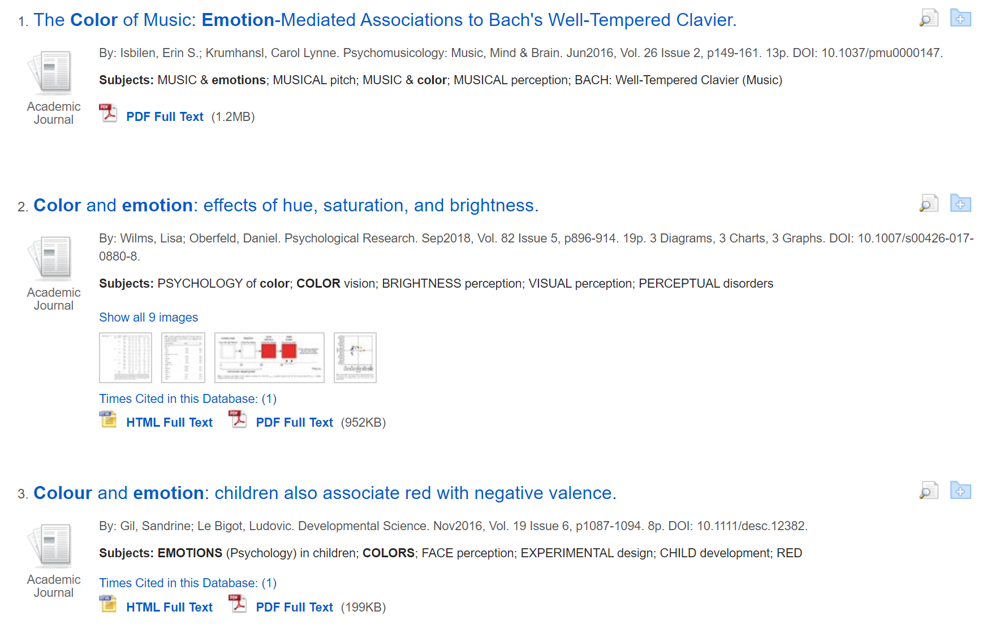 1. The Color of Music: Emotion-Mediated Associations to Bach's Well-Tempered Clavier.
By: Isbilen, Erin S.; Krumhansl, Carol Lynne. Psychomusicology: Music, Mind & Brain. Jun2016, Vol. 26 Issue 2, p149-161. 13p. DOI: 10.1037/pmu0000147.
Subjects: MUSIC & emotions; MUSICAL pitch; MUSIC & color; MUSICAL perception; BACH: Well-Tempered Clavier (Music)
Academic
Journal
PDF Full Text (1.2MB)
2. Color and emotion: effects of hue, saturation, and brightness.
By: Wilms, Lisa; Oberfeld, Daniel. Psychological Research. Sep2018, Vol. 82 Issue 5, p896-914. 19p. 3 Diagrams, 3 Charts, 3 Graphs. DOI: 10.1007/s00426-017-
0880-8.
Subjects: PSYCHOLOGY of color; COLOR vision; BRIGHTNESS perception; VISUAL perception; PERCEPTUAL disorders
Academic
Journal
Show all 9 images
Times Cited in this Database: (1)
HTML Full Text PDF Full Text (952KB)
3. Colour and emotion: children also associate red with negative valence.
By: Gil, Sandrine; Le Bigot, Ludovic. Developmental Science. Nov2016, Vol. 19 Issue 6, p1087-1094. 8p. DOI: 10.1111/desc.12382.
Subjects: EMOTIONS (Psychology) in children; COLORS; FACE perception; EXPERIMENTAL design; CHILD development; RED
Academic
Journal
Times Cited in this Database: (1)
HTML Full Text PDF Full Text (199KB)